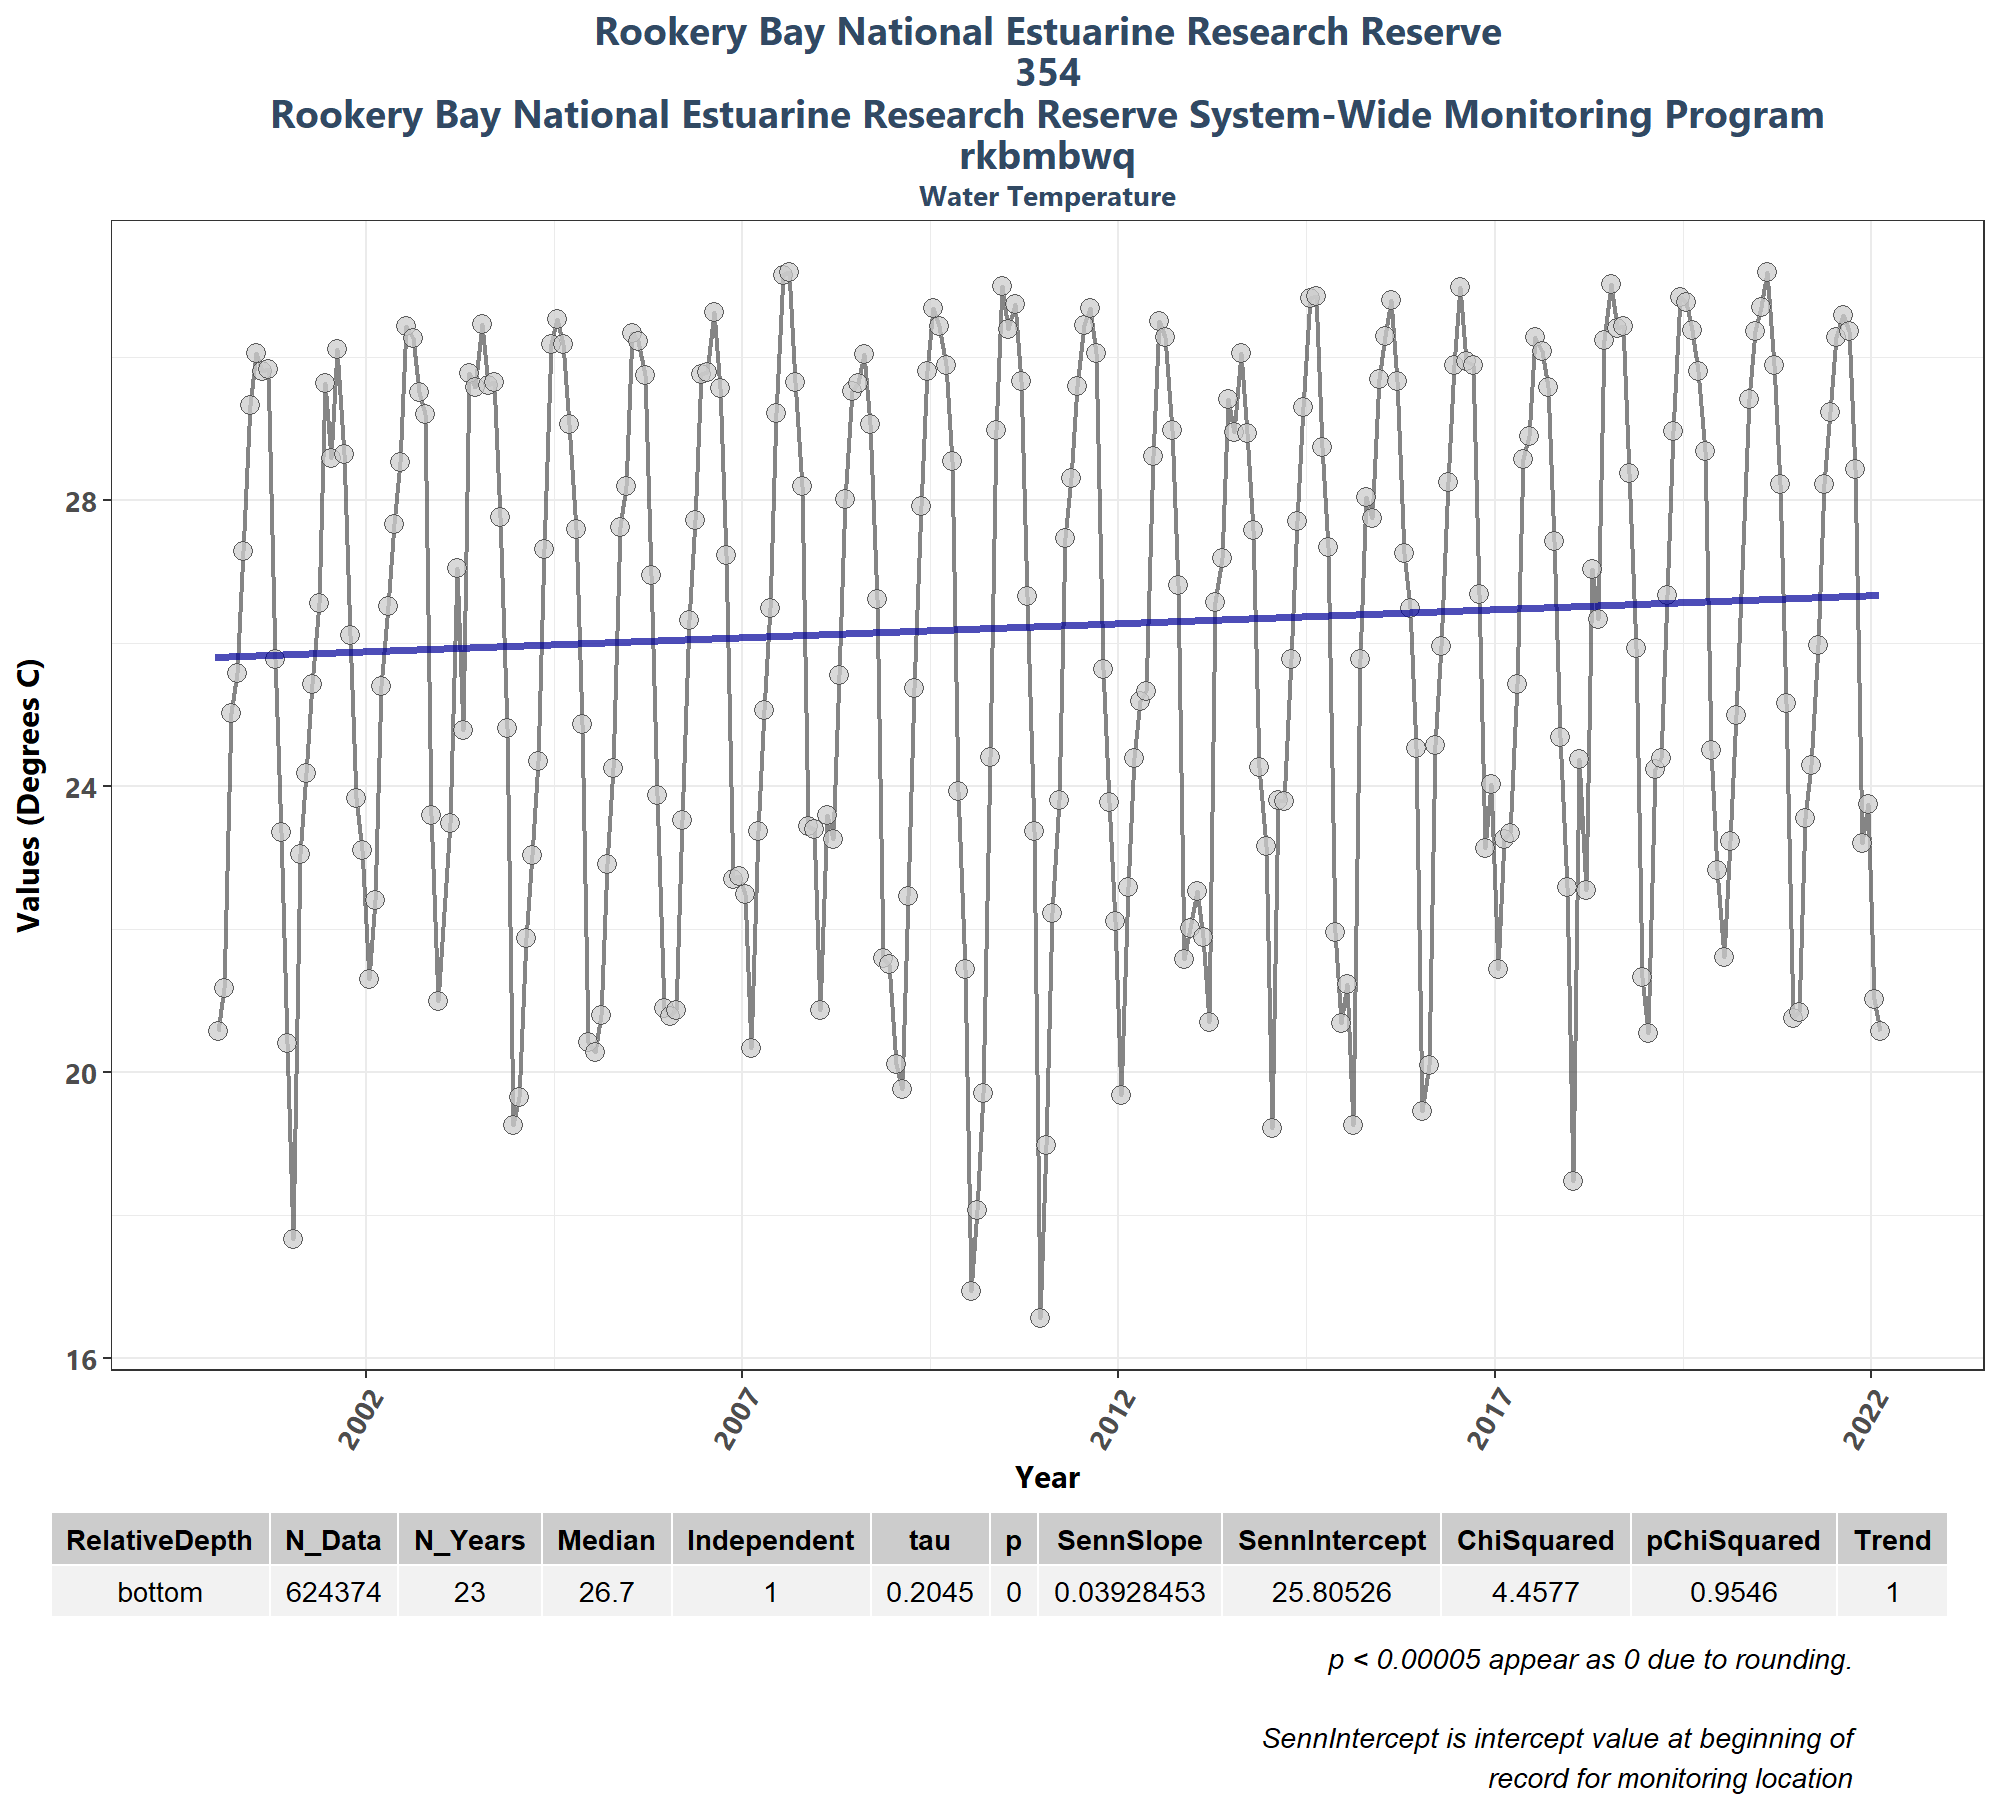 Rookery Bay National Estuarine Research Reserve
354
Rookery Bay National Estuarine Research Reserve System-Wide Monitoring Program
rkbmbwq
Water Temperature
Values (Degrees C)
28
24
20
16
2002 2007 2012 2017 2022
Year
RelativeDepth N_Data N_Years Median Independent tau p SennSlope SennIntercept ChiSquared pChiSquared Trend
bottom 624374 23 26.7 1 0.2045 0 0.03928453 25.80526 4.4577 0.9546 1
p < 0.00005 appear as 0 due to rounding.
SennIntercept is intercept value at beginning of
record for monitoring location